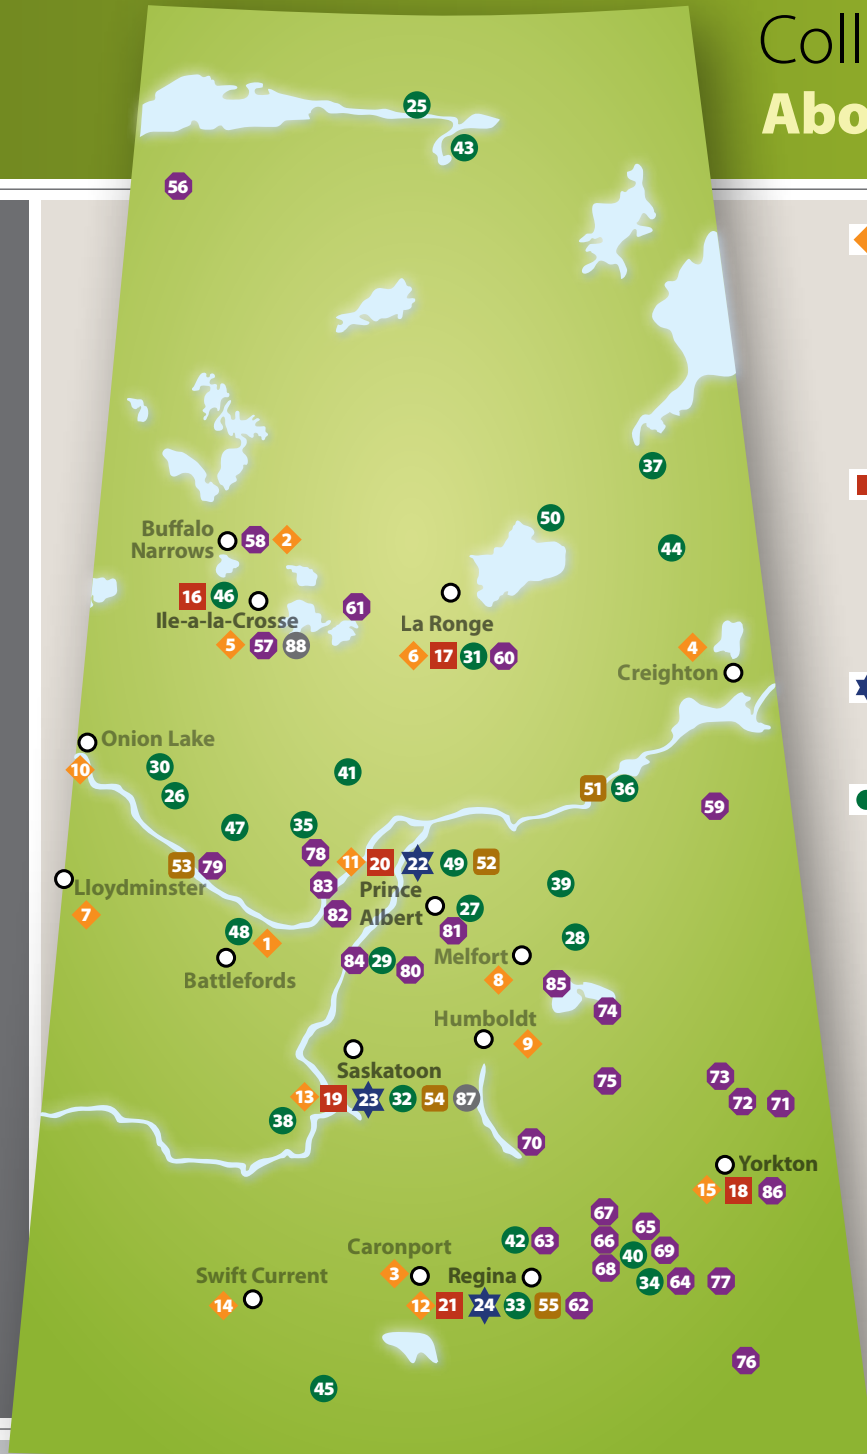 Coll
Abo
25
43
56
37
50
44
Buffalo
Narrows
58 2
16 46
Ile-a-la-Crosse
5 57 88
61
La Ronge
6 17 31 60
4
Creighton
Onion Lake
10
30
26
41
51 36
59
47
35
78
53 79
Lloydminster
7
11 20 22 49 52
83
Prince
Albert
82
27
81
39
28
48 1
Battlefords
84 29 80
Melfort
8
85
74
Humboldt
9
Saskatoon
13 19 23 32 54 87
38
75
73
72 71
70
Yorkton
15 18 86
67
65
42 63
66
40 69
68
34 64 77
Caronport
3
Regina
12 21 24 33 55 62
Swift Current
14
76
45